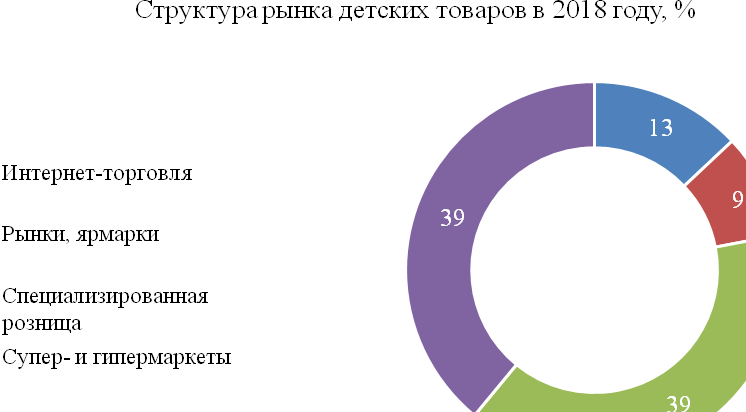 Структура рынка детских товаров в 2018 году, %
13
Интернет-торговля
9
39
Рынки, ярмарки
Специализированная
розница
Супер- и гипермаркеты
39